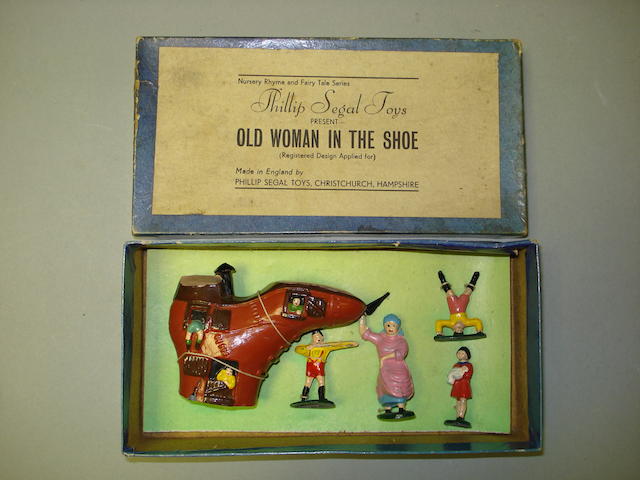 Nursery Rhyme and Fairy Tale Series
Phillip Segal Toys
PRESENT—
OLD WOMAN IN THE SHOE
(Registered Design Applied for)
Made in England by
PHILLIP SEGAL TOYS, CHRISTCHURCH, HAMPSHIRE